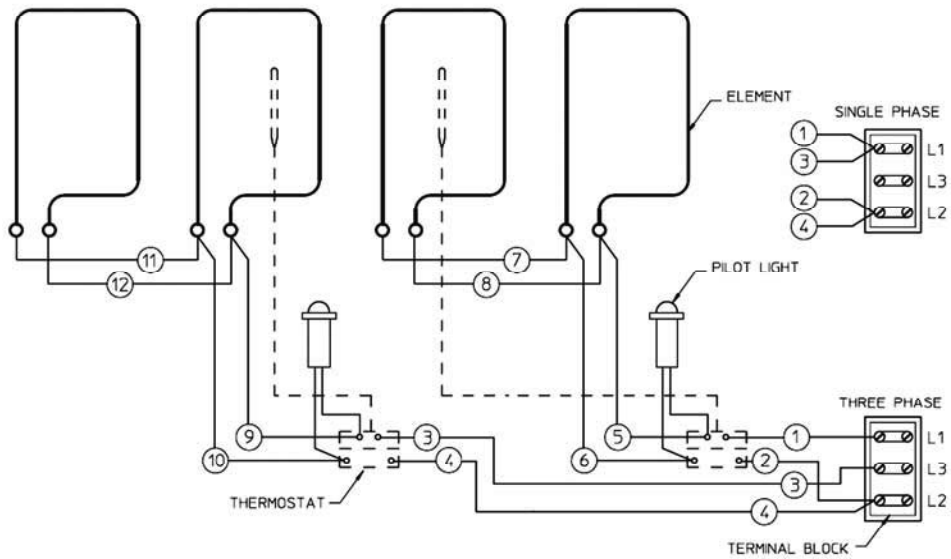 ELEMENT
SINGLE PHASE
1
3
L1
L3
2
4
L2
11
7
12
8
PILOT LIGHT
THREE PHASE
9
3
5
1
L1
10
4
6
2
L3
3
THERMOSTAT
4
L2
TERMINAL BLOCK